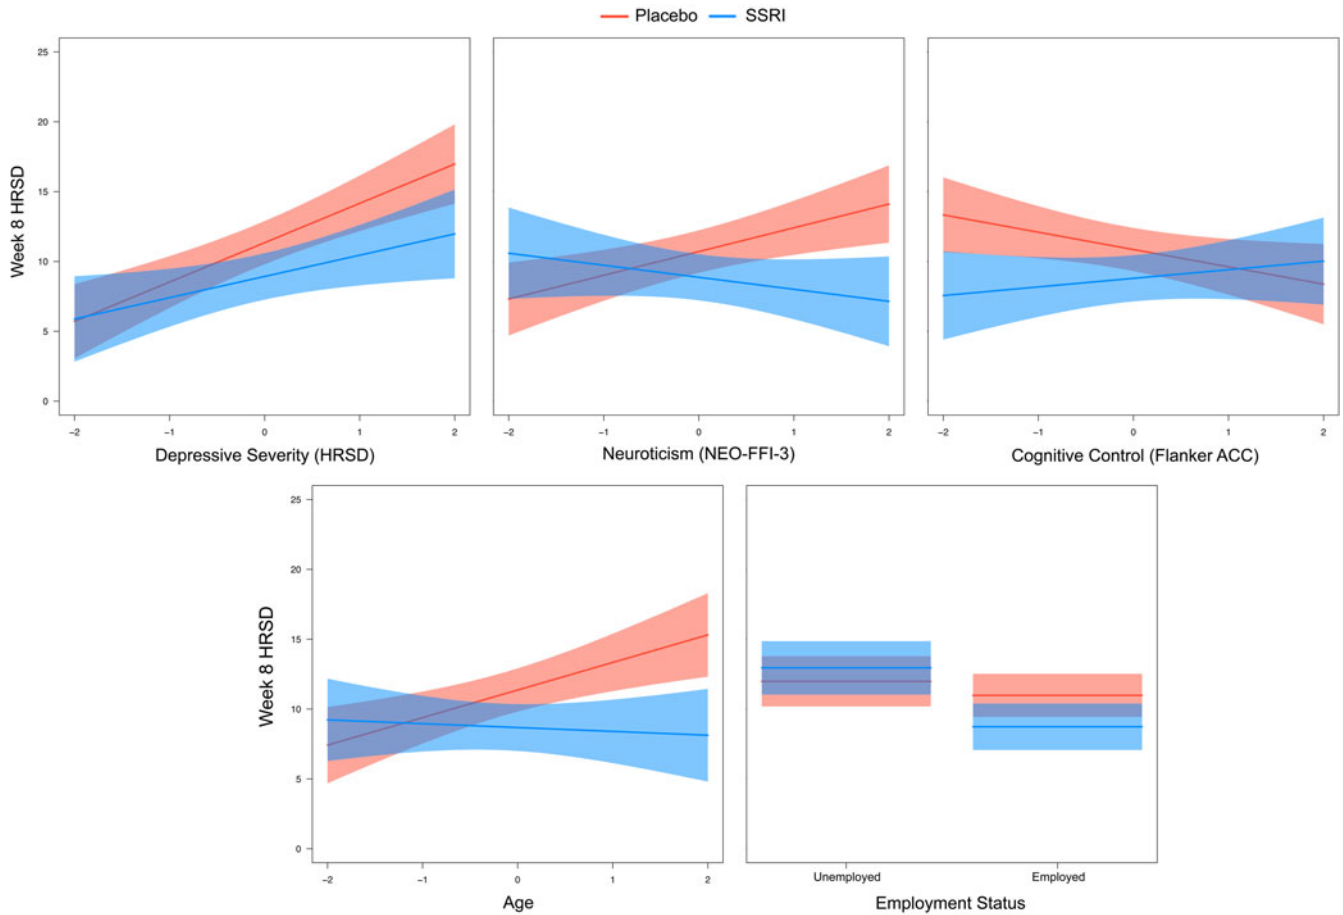 Placebo SSRI
Week 8 HRSD
25
20
15
10
5
0
-2 -1 0 1 2
Depressive Severity (HRSD)
-2 -1 0 1 2
Neuroticism (NEO-FFI-3)
-2 -1 0 1 2
Cognitive Control (Flanker ACC)
Week 8 HRSD
25
20
15
10
5
0
-2 -1 0 1 2
Age
Unemployed Employed
Employment Status